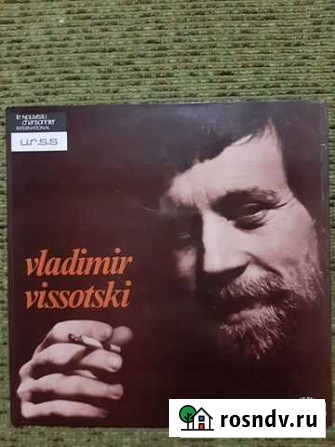 le NOUVEAU
chansonnier
INTERNATIONAL
u.r.s.s
vladimir
vissotski
rosndv.ru